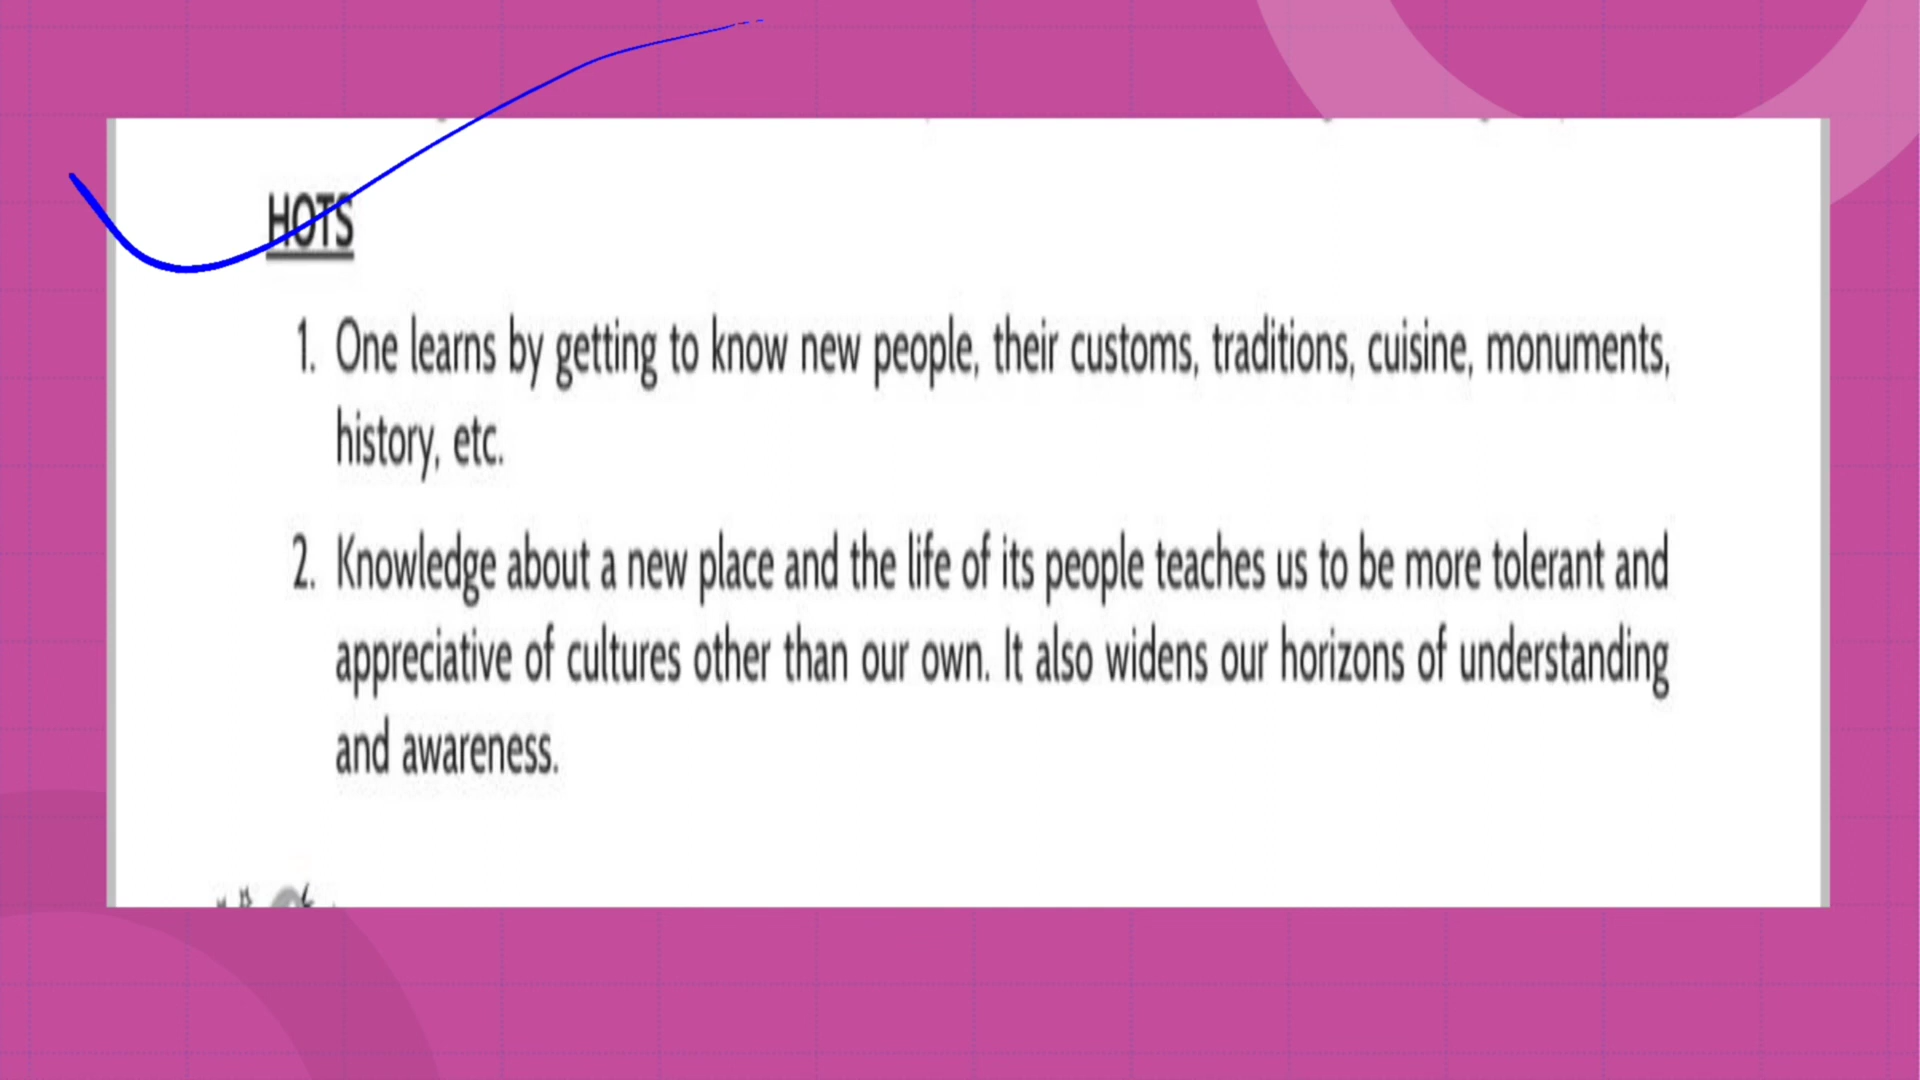 HOTS
1. One learns by getting to know new people, their customs, traditions, cuisine, monuments,
history, etc.
2. Knowledge about a new place and the life of its people teaches us to be more tolerant and
appreciative of cultures other than our own. It also widens our horizons of understanding
and awareness.